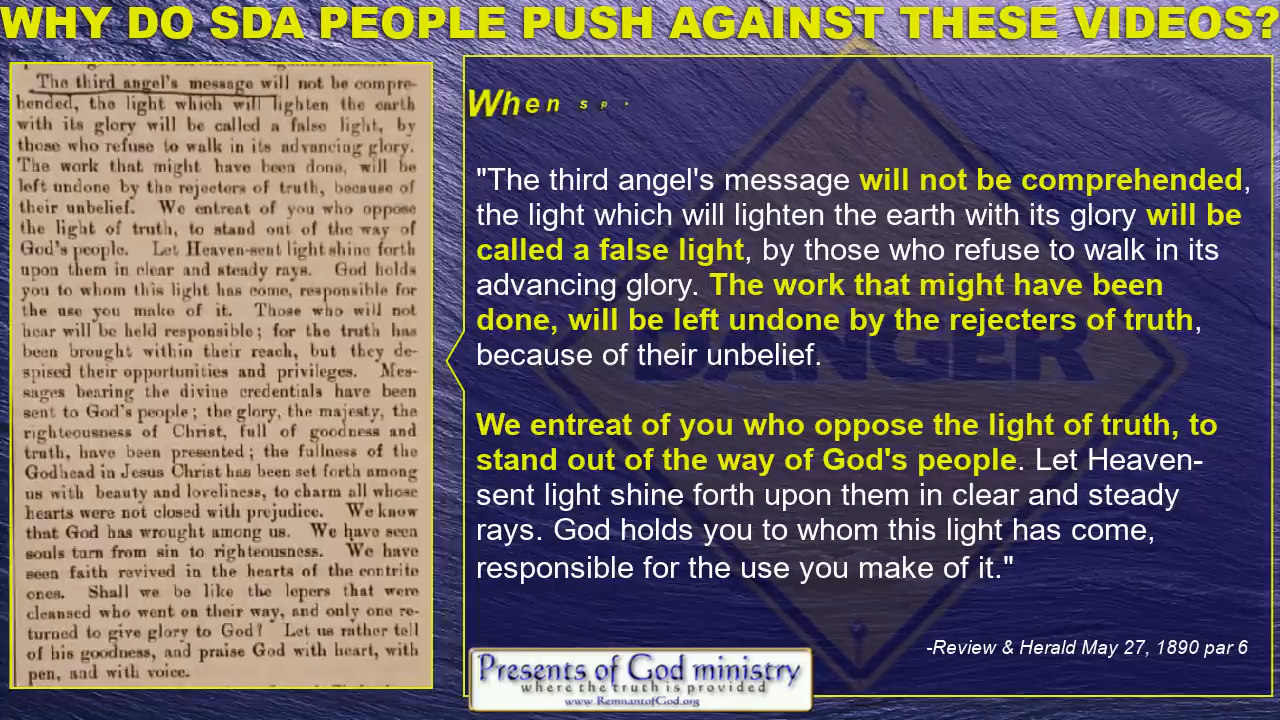 WHY DO SDA PEOPLE PUSH AGAINST THESE VIDEOS?
The third angel's message will not be compre-
hended, the light which will lighten the earth
with its glory will be called a false light, by
those who refuse to walk in its advancing glory.
The work that might have been done, will be
left undone by the rejecters of truth, because of
their unbelief. We entreat of you who oppose
the light of truth, to stand out of the way of
God's people. Let Heaven-sent light shine forth
upon them in clear and steady rays. God holds
you to whom this light has come, responsible for
the use you make of it. Those who will not
hear will be held responsible; for the truth has
been brought within their reach, but they de-
spised their opportunities and privileges. Mes-
sages bearing the divine credentials have been
sent to God's people; the glory, the majesty, the
righteousness of Christ, full of goodness and
truth, have been presented; the fullness of the
Godhead in Jesus Christ has been set forth among
us with beauty and loveliness, to charm all whose
hearts were not closed with prejudice. We know
that God has wrought among us. We have seen
souls turn from sin to righteousness. We have
seen faith revived in the hearts of the contrite
ones. Shall we be like the lepers that were
cleansed who went on their way, and only one re-
turned to give glory to God? Let us rather tell
of his goodness, and praise God with heart, with
pen, and with voice.
When sp
"The third angel's message will not be comprehended,
the light which will lighten the earth with its glory will be
called a false light, by those who refuse to walk in its
advancing glory. The work that might have been
done, will be left undone by the rejecters of truth,
because of their unbelief.
We entreat of you who oppose the light of truth, to
stand out of the way of God's people. Let Heaven-
sent light shine forth upon them in clear and steady
rays. God holds you to whom this light has come,
responsible for the use you make of it."
-Review & Herald May 27, 1890 par 6
DANGER
Presents of God ministry
where the truth is provided
www.RemnantofGod.org